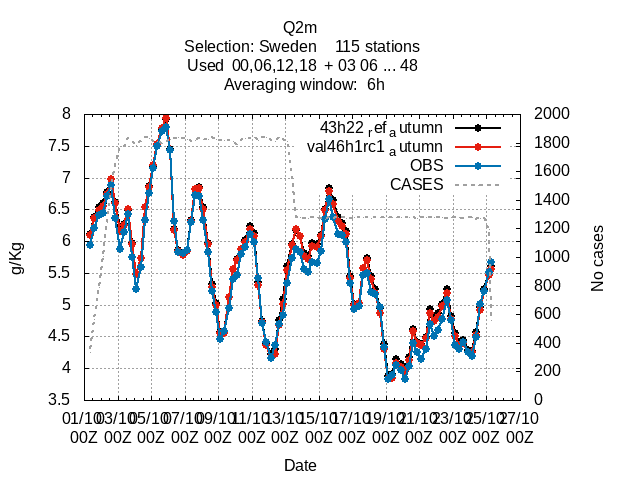 Q2m
Selection: Sweden 115 stations
Used 00,06,12,18 + 03 06 ... 48
Averaging window: 6h
8
7.5
7
6.5
6
5.5
5
4.5
4
3.5
2000
1800
1600
1400
1200
1000
800
600
400
200
0
g/Kg
No cases
43h22 ref a utumn
val46h1rc1 a utumn
OBS
CASES
01/10 03/10 05/10 07/10 09/10 11/10 13/10 15/10 17/10 19/10 21/10 23/10 25/10 27/10
00Z 00Z 00Z 00Z 00Z 00Z 00Z 00Z 00Z 00Z 00Z 00Z 00Z 00Z
Date